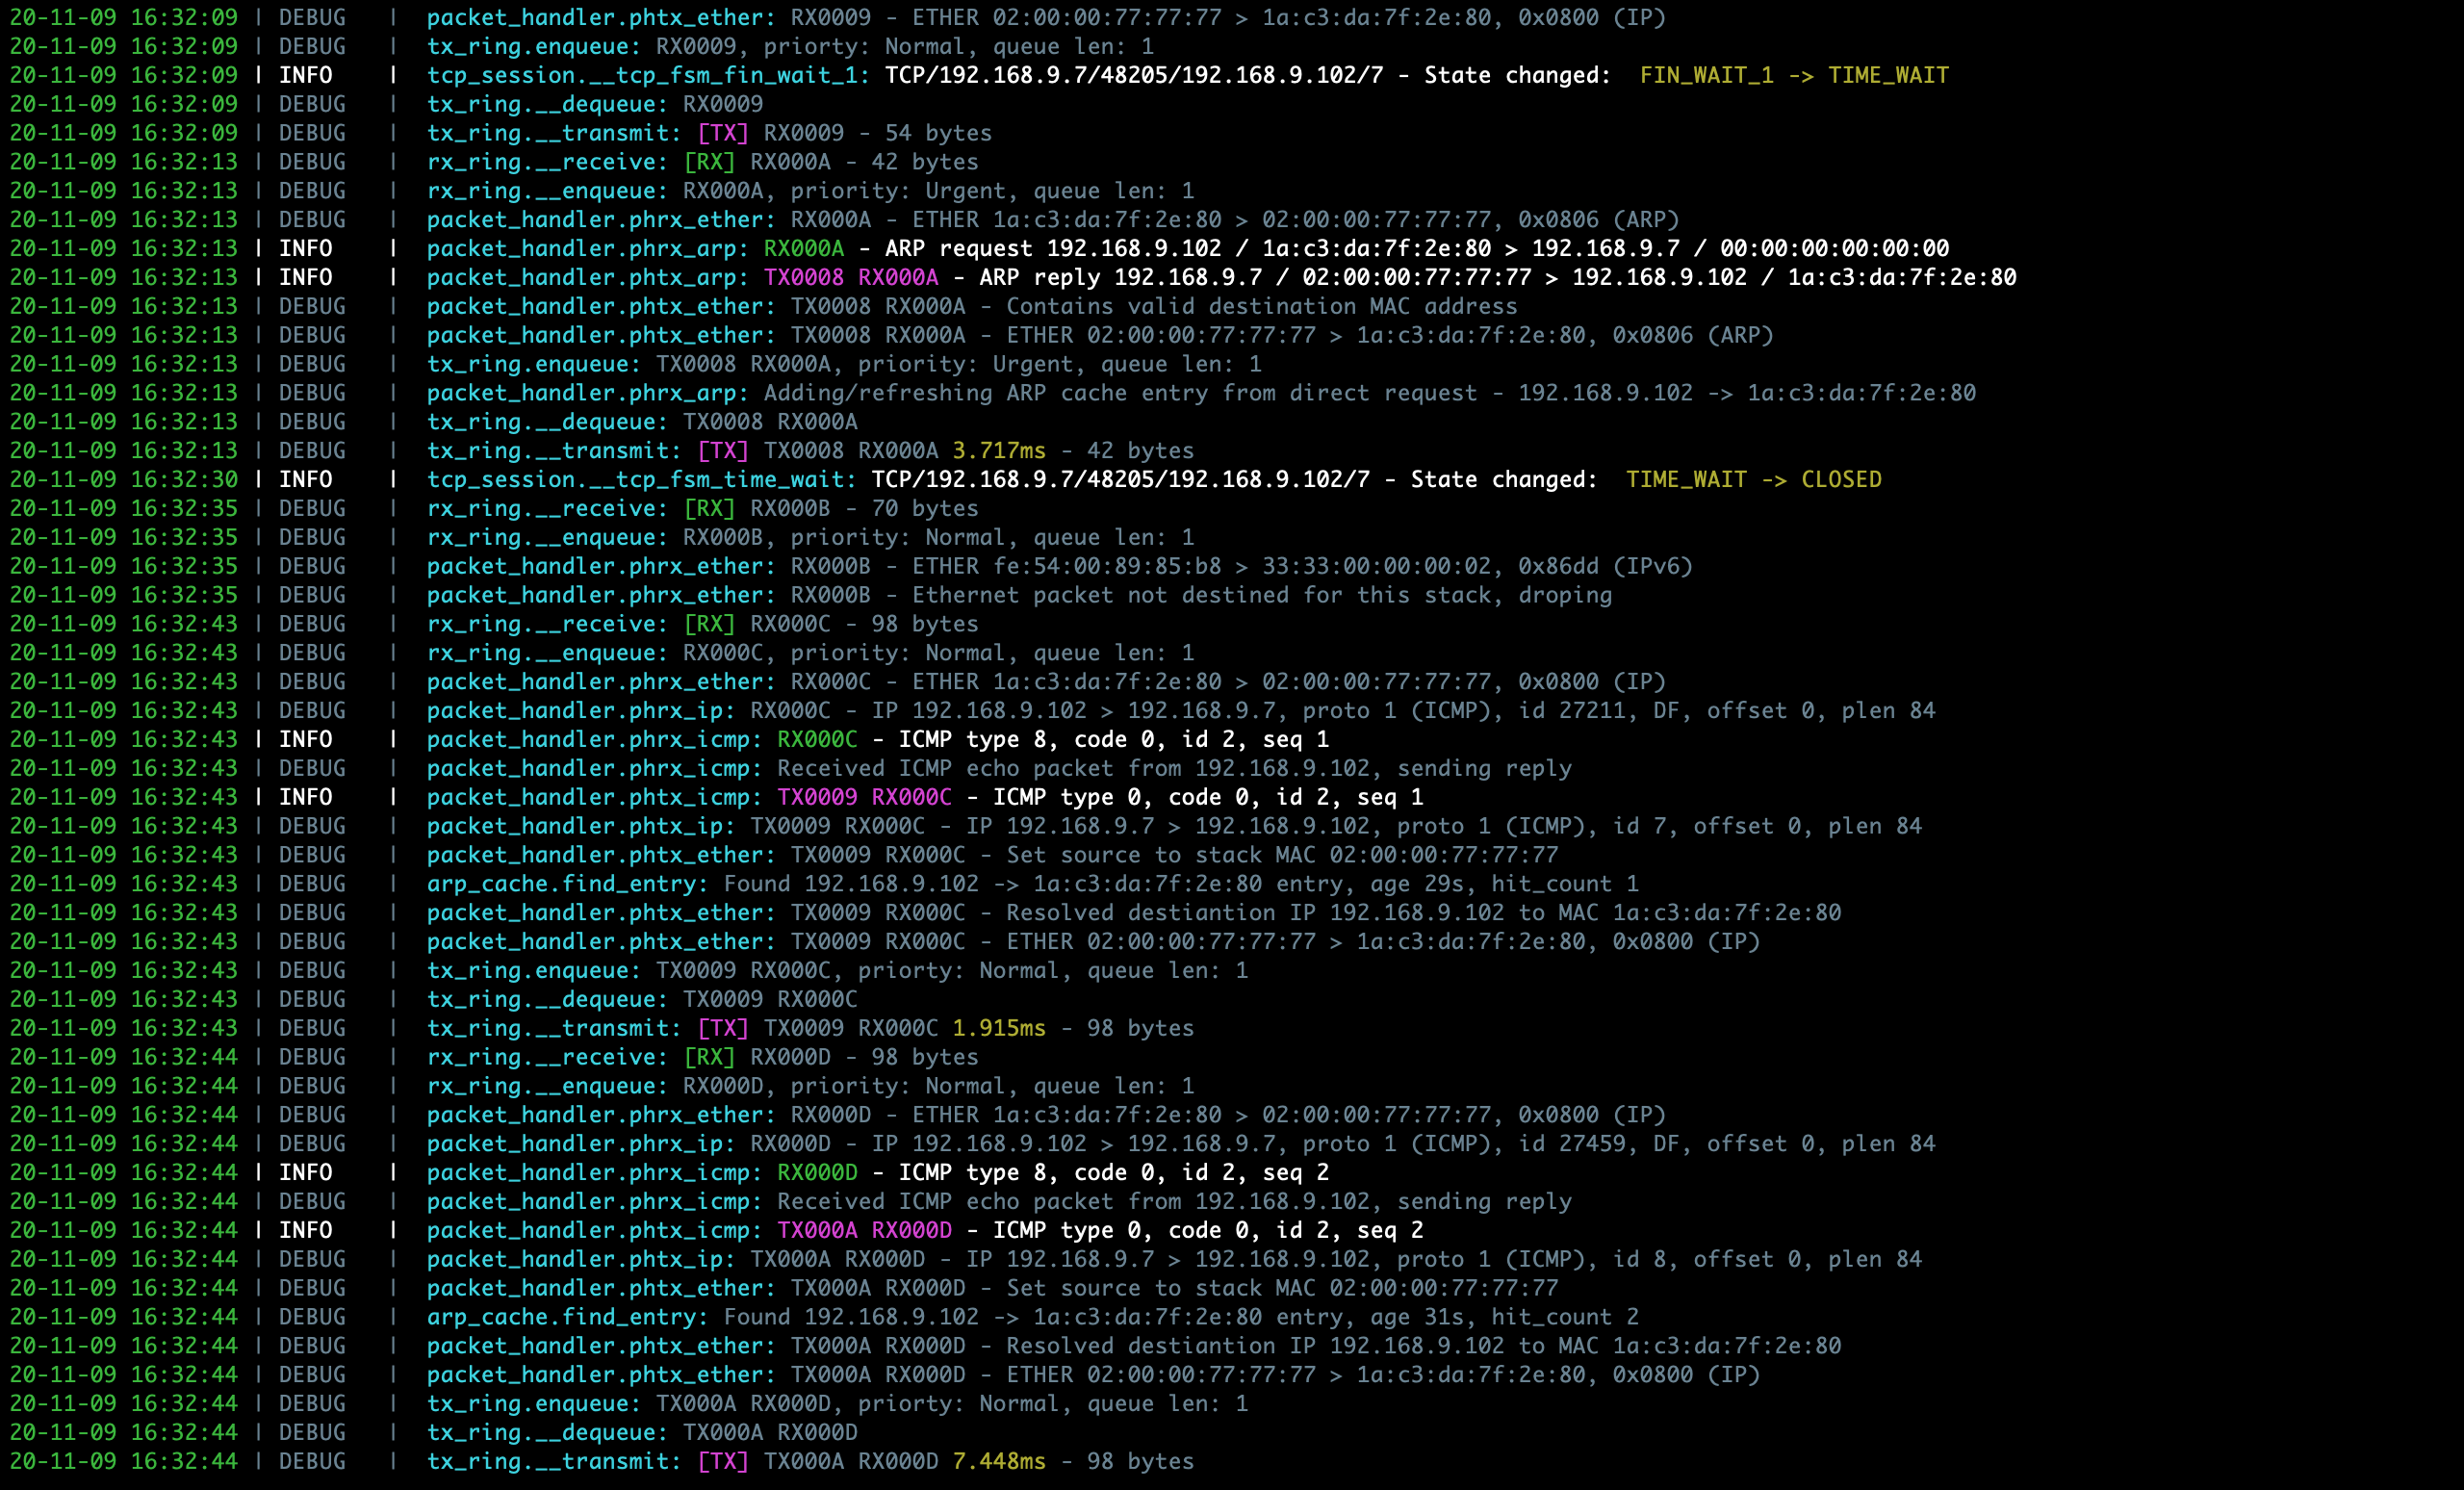 20-11-09 16:32:09 | DEBUG | packet_handler.phtx_ether: RX0009 - ETHER 02:00:00:77:77:77 > 1a:c3:da:7f:2e:80, 0x0800 (IP)
20-11-09 16:32:09 | DEBUG | tx_ring.enqueue: RX0009, priorty: Normal, queue len: 1
20-11-09 16:32:09 | INFO | tcp_session.__tcp_fsm_fin_wait_1: TCP/192.168.9.7/48205/192.168.9.102/7 - State changed: FIN_WAIT_1 -> TIME_WAIT
20-11-09 16:32:09 | DEBUG | tx_ring.__dequeue: RX0009
20-11-09 16:32:09 | DEBUG | tx_ring.__transmit: [TX] RX0009 - 54 bytes
20-11-09 16:32:13 | DEBUG | rx_ring.__receive: [RX] RX000A - 42 bytes
20-11-09 16:32:13 | DEBUG | rx_ring.__enqueue: RX000A, priority: Urgent, queue len: 1
20-11-09 16:32:13 | DEBUG | packet_handler.phrx_ether: RX000A - ETHER 1a:c3:da:7f:2e:80 > 02:00:00:77:77:77, 0x0806 (ARP)
20-11-09 16:32:13 | INFO | packet_handler.phrx_arp: RX000A - ARP request 192.168.9.102 / 1a:c3:da:7f:2e:80 > 192.168.9.7 / 00:00:00:00:00:00
20-11-09 16:32:13 | INFO | packet_handler.phtx_arp: TX0008 RX000A - ARP reply 192.168.9.7 / 02:00:00:77:77:77 > 192.168.9.102 / 1a:c3:da:7f:2e:80
20-11-09 16:32:13 | DEBUG | packet_handler.phtx_ether: TX0008 RX000A - Contains valid destination MAC address
20-11-09 16:32:13 | DEBUG | packet_handler.phtx_ether: TX0008 RX000A - ETHER 02:00:00:77:77:77 > 1a:c3:da:7f:2e:80, 0x0806 (ARP)
20-11-09 16:32:13 | DEBUG | tx_ring.enqueue: TX0008 RX000A, priority: Urgent, queue len: 1
20-11-09 16:32:13 | DEBUG | packet_handler.phrx_arp: Adding/refreshing ARP cache entry from direct request - 192.168.9.102 -> 1a:c3:da:7f:2e:80
20-11-09 16:32:13 | DEBUG | tx_ring.__dequeue: TX0008 RX000A
20-11-09 16:32:13 | DEBUG | tx_ring.__transmit: [TX] TX0008 RX000A 3.717ms - 42 bytes
20-11-09 16:32:30 | INFO | tcp_session.__tcp_fsm_time_wait: TCP/192.168.9.7/48205/192.168.9.102/7 - State changed: TIME_WAIT -> CLOSED
20-11-09 16:32:35 | DEBUG | rx_ring.__receive: [RX] RX000B - 70 bytes
20-11-09 16:32:35 | DEBUG | rx_ring.__enqueue: RX000B, priority: Normal, queue len: 1
20-11-09 16:32:35 | DEBUG | packet_handler.phrx_ether: RX000B - ETHER fe:54:00:89:85:b8 > 33:33:00:00:00:02, 0x86dd (IPv6)
20-11-09 16:32:35 | DEBUG | packet_handler.phrx_ether: RX000B - Ethernet packet not destined for this stack, droping
20-11-09 16:32:43 | DEBUG | rx_ring.__receive: [RX] RX000C - 98 bytes
20-11-09 16:32:43 | DEBUG | rx_ring.__enqueue: RX000C, priority: Normal, queue len: 1
20-11-09 16:32:43 | DEBUG | packet_handler.phrx_ether: RX000C - ETHER 1a:c3:da:7f:2e:80 > 02:00:00:77:77:77, 0x0800 (IP)
20-11-09 16:32:43 | DEBUG | packet_handler.phrx_ip: RX000C - IP 192.168.9.102 > 192.168.9.7, proto 1 (ICMP), id 27211, DF, offset 0, plen 84
20-11-09 16:32:43 | INFO | packet_handler.phrx_icmp: RX000C - ICMP type 8, code 0, id 2, seq 1
20-11-09 16:32:43 | DEBUG | packet_handler.phrx_icmp: Received ICMP echo packet from 192.168.9.102, sending reply
20-11-09 16:32:43 | INFO | packet_handler.phtx_icmp: TX0009 RX000C - ICMP type 0, code 0, id 2, seq 1
20-11-09 16:32:43 | DEBUG | packet_handler.phtx_ip: TX0009 RX000C - IP 192.168.9.7 > 192.168.9.102, proto 1 (ICMP), id 7, offset 0, plen 84
20-11-09 16:32:43 | DEBUG | packet_handler.phtx_ether: TX0009 RX000C - Set source to stack MAC 02:00:00:77:77:77
20-11-09 16:32:43 | DEBUG | arp_cache.find_entry: Found 192.168.9.102 -> 1a:c3:da:7f:2e:80 entry, age 29s, hit_count 1
20-11-09 16:32:43 | DEBUG | packet_handler.phtx_ether: TX0009 RX000C - Resolved destiantion IP 192.168.9.102 to MAC 1a:c3:da:7f:2e:80
20-11-09 16:32:43 | DEBUG | packet_handler.phtx_ether: TX0009 RX000C - ETHER 02:00:00:77:77:77 > 1a:c3:da:7f:2e:80, 0x0800 (IP)
20-11-09 16:32:43 | DEBUG | tx_ring.enqueue: TX0009 RX000C, priorty: Normal, queue len: 1
20-11-09 16:32:43 | DEBUG | tx_ring.__dequeue: TX0009 RX000C
20-11-09 16:32:43 | DEBUG | tx_ring.__transmit: [TX] TX0009 RX000C 1.915ms - 98 bytes
20-11-09 16:32:44 | DEBUG | rx_ring.__receive: [RX] RX000D - 98 bytes
20-11-09 16:32:44 | DEBUG | rx_ring.__enqueue: RX000D, priority: Normal, queue len: 1
20-11-09 16:32:44 | DEBUG | packet_handler.phrx_ether: RX000D - ETHER 1a:c3:da:7f:2e:80 > 02:00:00:77:77:77, 0x0800 (IP)
20-11-09 16:32:44 | DEBUG | packet_handler.phrx_ip: RX000D - IP 192.168.9.102 > 192.168.9.7, proto 1 (ICMP), id 27459, DF, offset 0, plen 84
20-11-09 16:32:44 | INFO | packet_handler.phrx_icmp: RX000D - ICMP type 8, code 0, id 2, seq 2
20-11-09 16:32:44 | DEBUG | packet_handler.phrx_icmp: Received ICMP echo packet from 192.168.9.102, sending reply
20-11-09 16:32:44 | INFO | packet_handler.phtx_icmp: TX000A RX000D - ICMP type 0, code 0, id 2, seq 2
20-11-09 16:32:44 | DEBUG | packet_handler.phtx_ip: TX000A RX000D - IP 192.168.9.7 > 192.168.9.102, proto 1 (ICMP), id 8, offset 0, plen 84
20-11-09 16:32:44 | DEBUG | packet_handler.phtx_ether: TX000A RX000D - Set source to stack MAC 02:00:00:77:77:77
20-11-09 16:32:44 | DEBUG | arp_cache.find_entry: Found 192.168.9.102 -> 1a:c3:da:7f:2e:80 entry, age 31s, hit_count 2
20-11-09 16:32:44 | DEBUG | packet_handler.phtx_ether: TX000A RX000D - Resolved destiantion IP 192.168.9.102 to MAC 1a:c3:da:7f:2e:80
20-11-09 16:32:44 | DEBUG | packet_handler.phtx_ether: TX000A RX000D - ETHER 02:00:00:77:77:77 > 1a:c3:da:7f:2e:80, 0x0800 (IP)
20-11-09 16:32:44 | DEBUG | tx_ring.enqueue: TX000A RX000D, priorty: Normal, queue len: 1
20-11-09 16:32:44 | DEBUG | tx_ring.__dequeue: TX000A RX000D
20-11-09 16:32:44 | DEBUG | tx_ring.__transmit: [TX] TX000A RX000D 7.448ms - 98 bytes